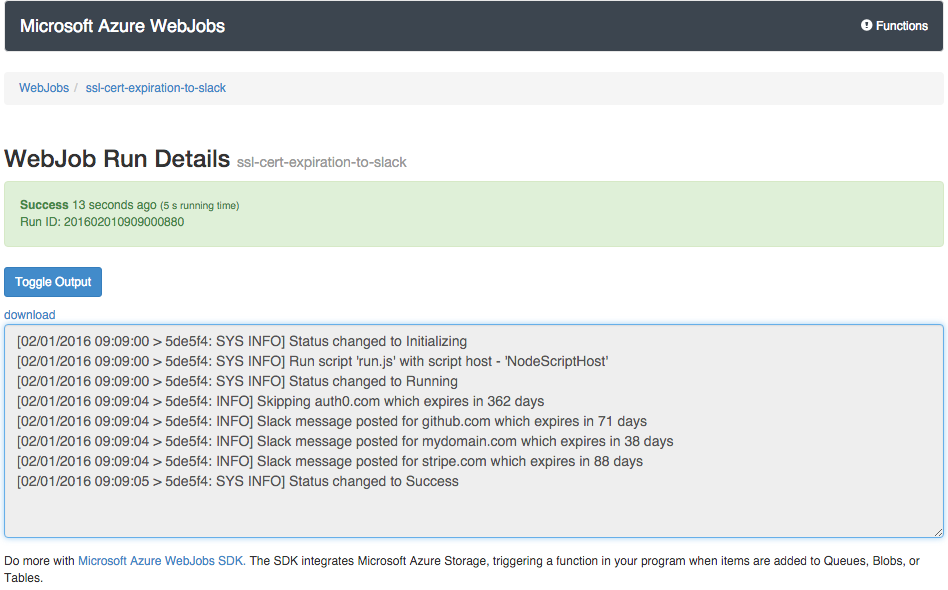 Microsoft Azure WebJobs
Functions
WebJobs / ssl-cert-expiration-to-slack
WebJob Run Details ssl-cert-expiration-to-slack
Success 13 seconds ago (5 s running time)
Run ID: 201602010909000880
Toggle Output
download
[02/01/2016 09:09:00 > 5de5f4: SYS INFO] Status changed to Initializing
[02/01/2016 09:09:00 > 5de5f4: SYS INFO] Run script 'run.js' with script host - 'NodeScriptHost'
[02/01/2016 09:09:00 > 5de5f4: SYS INFO] Status changed to Running
[02/01/2016 09:09:04 > 5de5f4: INFO] Skipping auth0.com which expires in 362 days
[02/01/2016 09:09:04 > 5de5f4: INFO] Slack message posted for github.com which expires in 71 days
[02/01/2016 09:09:04 > 5de5f4: INFO] Slack message posted for mydomain.com which expires in 38 days
[02/01/2016 09:09:04 > 5de5f4: INFO] Slack message posted for stripe.com which expires in 88 days
[02/01/2016 09:09:05 > 5de5f4: SYS INFO] Status changed to Success
Do more with Microsoft Azure WebJobs SDK. The SDK integrates Microsoft Azure Storage, triggering a function in your program when items are added to Queues, Blobs, or
Tables.